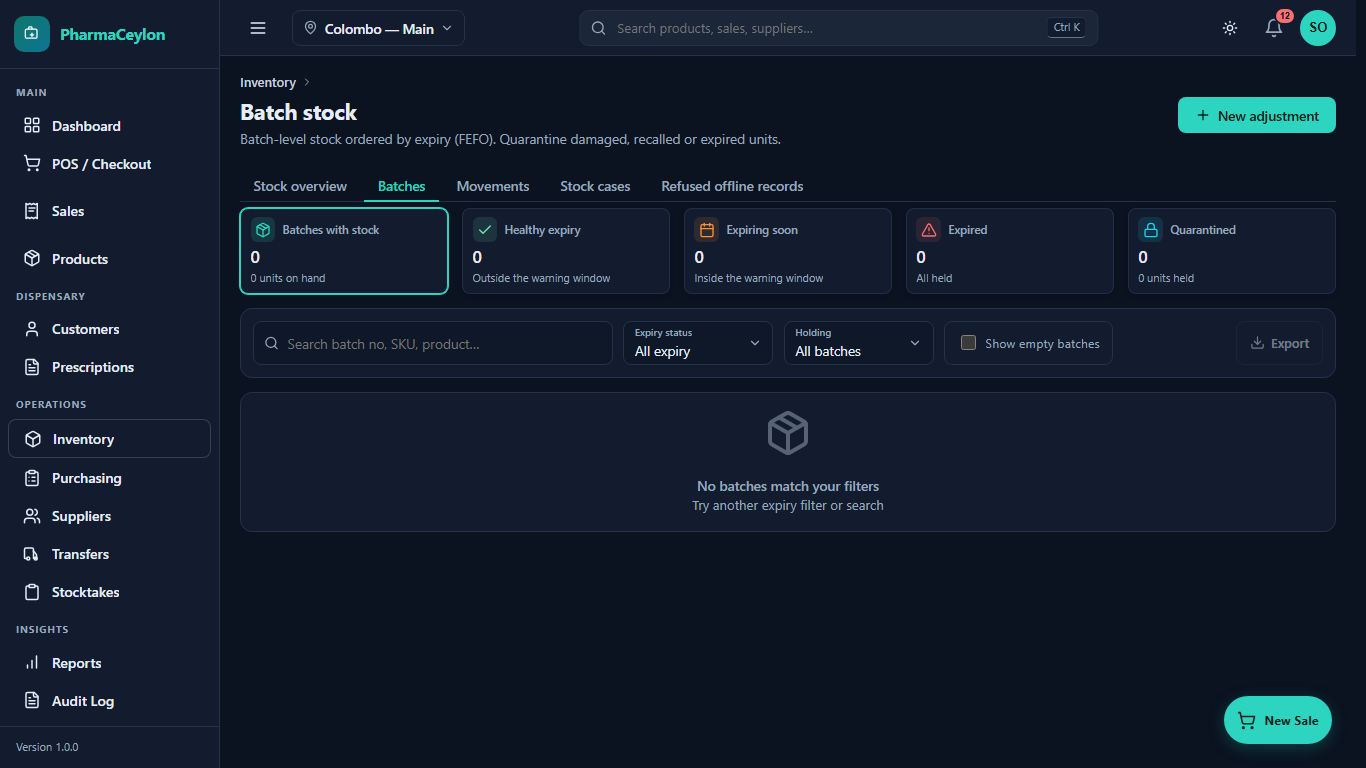 PharmaCeylon
Colombo — Main
Search products, sales, suppliers...
Ctrl K
12
SO
MAIN
Dashboard
POS / Checkout
Sales
Products
DISPENSARY
Customers
Prescriptions
OPERATIONS
Inventory
Purchasing
Suppliers
Transfers
Stocktakes
INSIGHTS
Reports
Audit Log
Version 1.0.0
Inventory
Batch stock
Batch-level stock ordered by expiry (FEFO). Quarantine damaged, recalled or expired units.
New adjustment
Stock overview
Batches
Movements
Stock cases
Refused offline records
Batches with stock
0
0 units on hand
Healthy expiry
0
Outside the warning window
Expiring soon
0
Inside the warning window
Expired
0
All held
Quarantined
0
0 units held
Search batch no, SKU, product...
Expiry status
All expiry
Holding
All batches
Show empty batches
Export
No batches match your filters
Try another expiry filter or search
New Sale